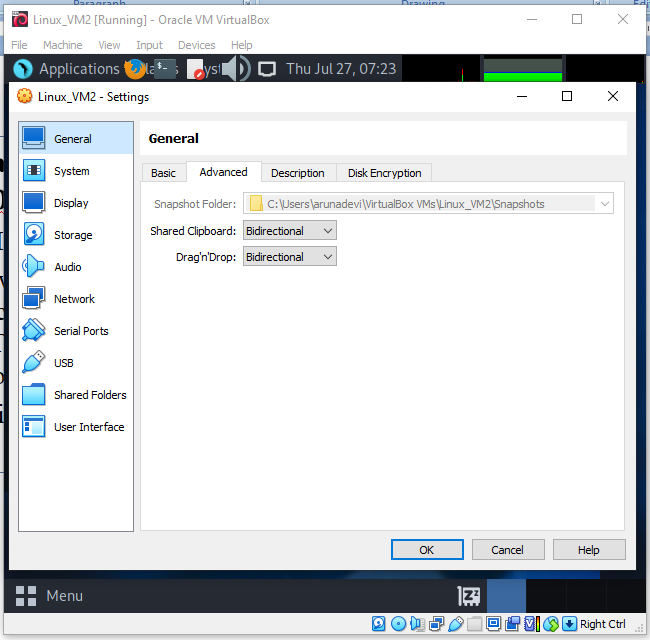 Paragraph Drawing
Linux_VM2 [Running] - Oracle VM VirtualBox
File Machine View Input Devices Help
Applications Thu Jul 27, 07:23
Linux_VM2 - Settings
General
System
Display
Storage
Audio
Network
Serial Ports
USB
Shared Folders
User Interface
General
Basic Advanced Description Disk Encryption
Snapshot Folder: C:\Users\arunadevi\VirtualBox VMs\Linux_VM2\Snapshots
Shared Clipboard: Bidirectional
Drag'n'Drop: Bidirectional
OK Cancel Help
Menu
Right Ctrl